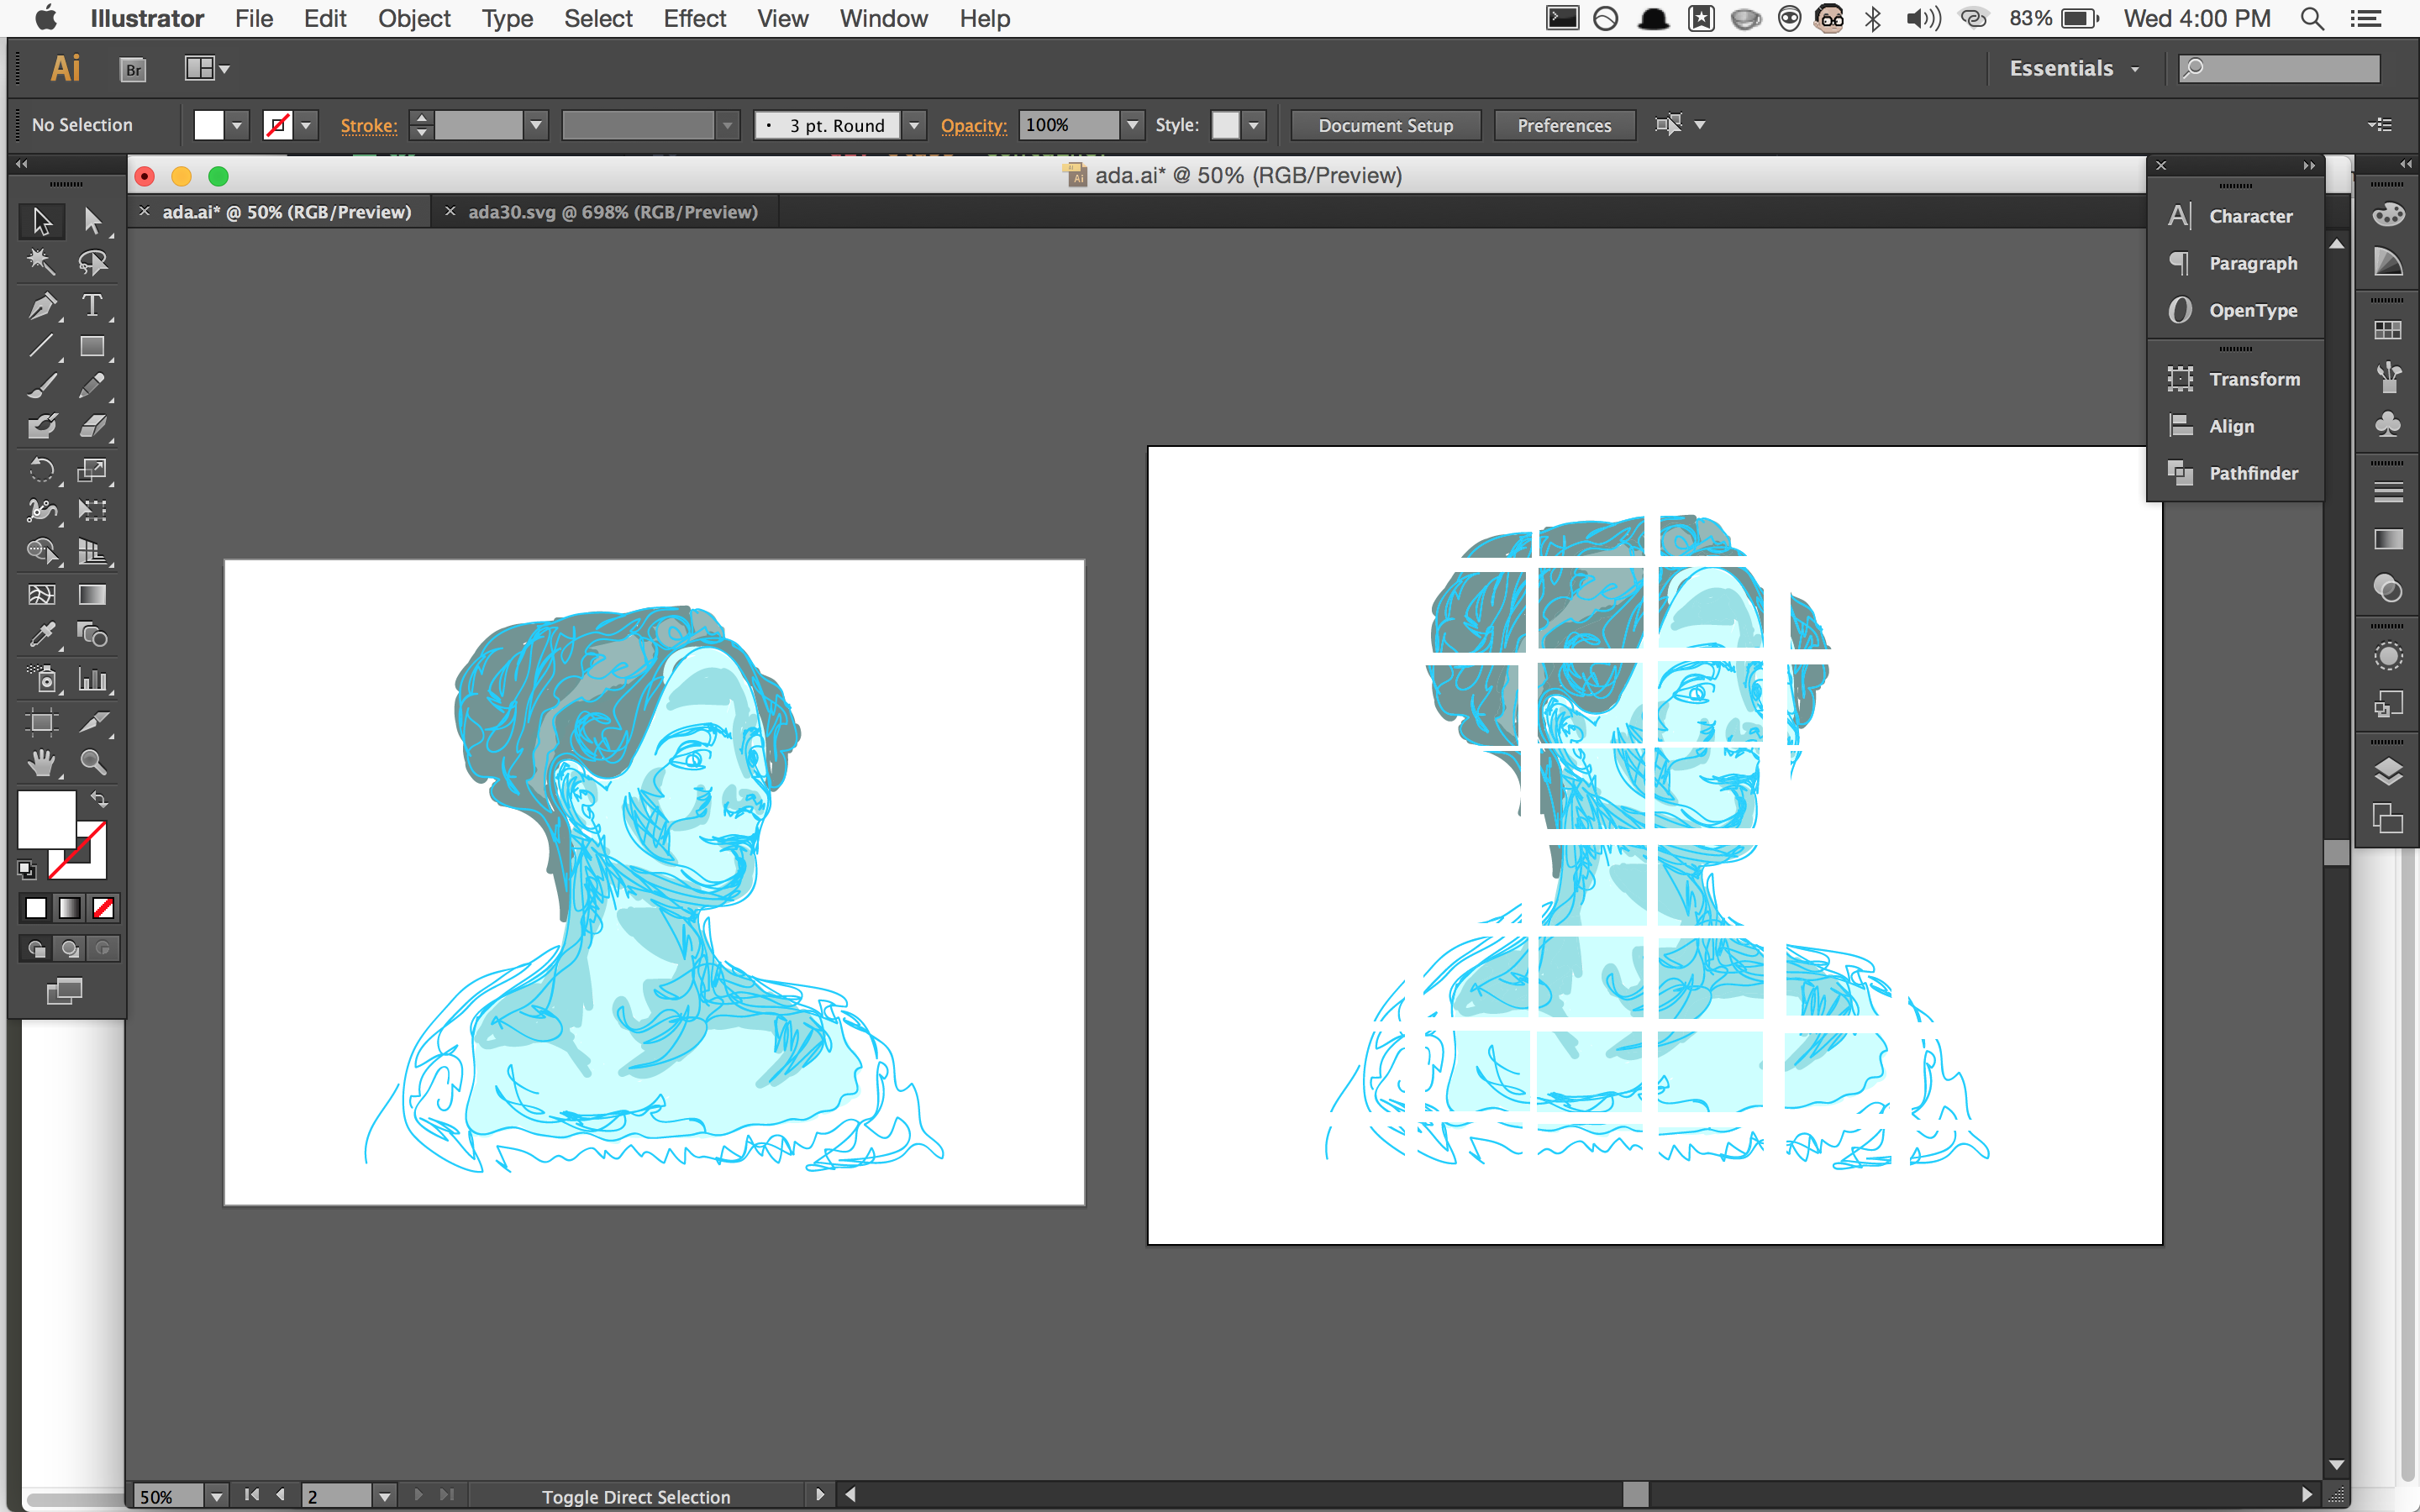 Illustrator File Edit Object Type Select Effect View Window Help 83% Wed 4:00 PM
Ai Br Essentials
No Selection Stroke: 3 pt. Round Opacity: 100% Style: Document Setup Preferences
Ai ada.ai* @ 50% (RGB/Preview)
ada.ai* @ 50% (RGB/Preview) ada30.svg @ 698% (RGB/Preview)
Character
Paragraph
OpenType
Transform
Align
Pathfinder
50% 2 Toggle Direct Selection